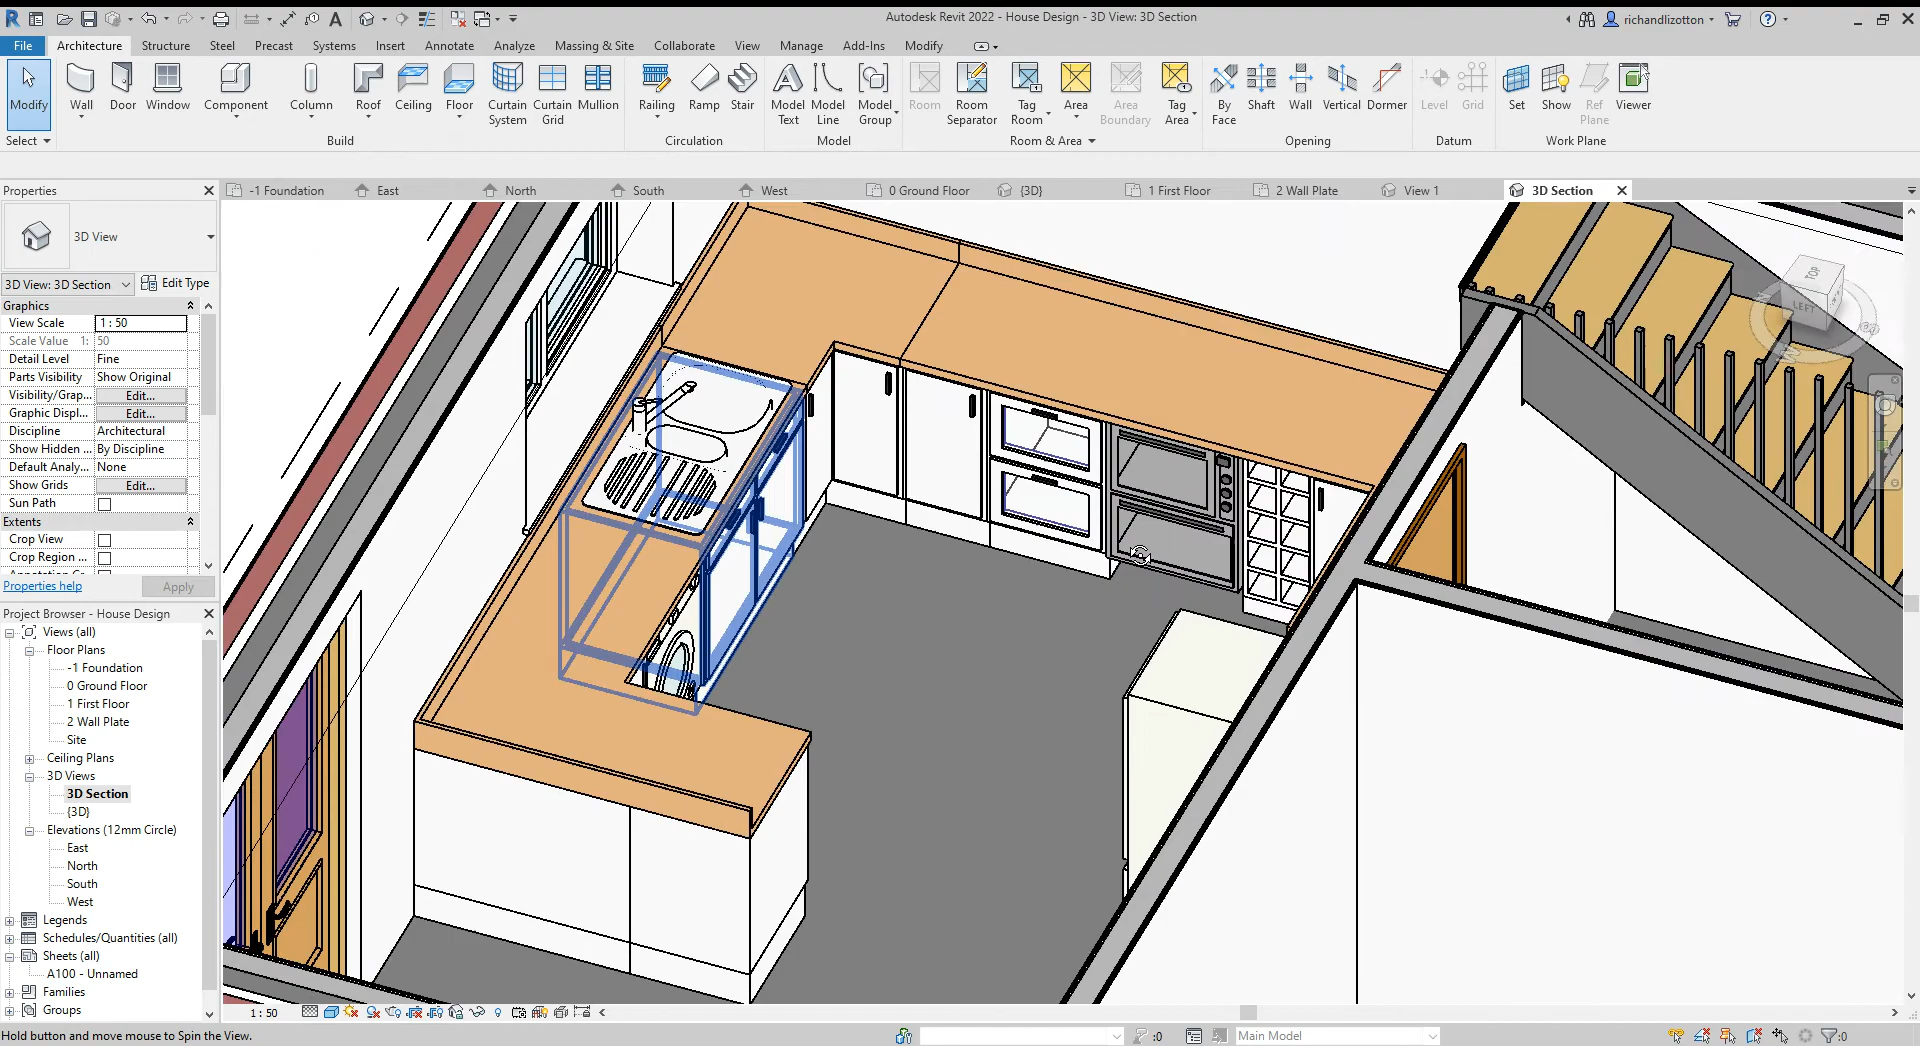 Autodesk Revit 2022 - House Design - 3D View: 3D Section
richandlizotton
File Architecture Structure Steel Precast Systems Insert Annotate Analyze Massing & Site Collaborate View Manage Add-Ins Modify
Modify Wall Door Window Component Column Roof Ceiling Floor Curtain System Curtain Grid Mullion Railing Ramp Stair Model Text Model Line Model Group Room Room Separator Tag Room Area Area Boundary Tag Area By Face Shaft Wall Vertical Dormer Level Grid Set Show Ref Plane Viewer
Select Build Circulation Model Room & Area Opening Datum Work Plane
Properties
-1 Foundation East North South West 0 Ground Floor {3D} 1 First Floor 2 Wall Plate View 1 3D Section
3D View
3D View: 3D Section Edit Type
Graphics
View Scale 1 : 50
Scale Value 1: 50
Detail Level Fine
Parts Visibility Show Original
Visibility/Grap... Edit...
Graphic Displ... Edit...
Discipline Architectural
Show Hidden ... By Discipline
Default Analy... None
Show Grids Edit...
Sun Path
Extents
Crop View
Crop Region ...
Properties help Apply
Project Browser - House Design
Views (all)
Floor Plans
-1 Foundation
0 Ground Floor
1 First Floor
2 Wall Plate
Site
Ceiling Plans
3D Views
3D Section
{3D}
Elevations (12mm Circle)
East
North
South
West
Legends
Schedules/Quantities (all)
Sheets (all)
A100 - Unnamed
Families
Groups
TOP
LEFT
1 : 50
Hold button and move mouse to Spin the View.
:0
Main Model
:0